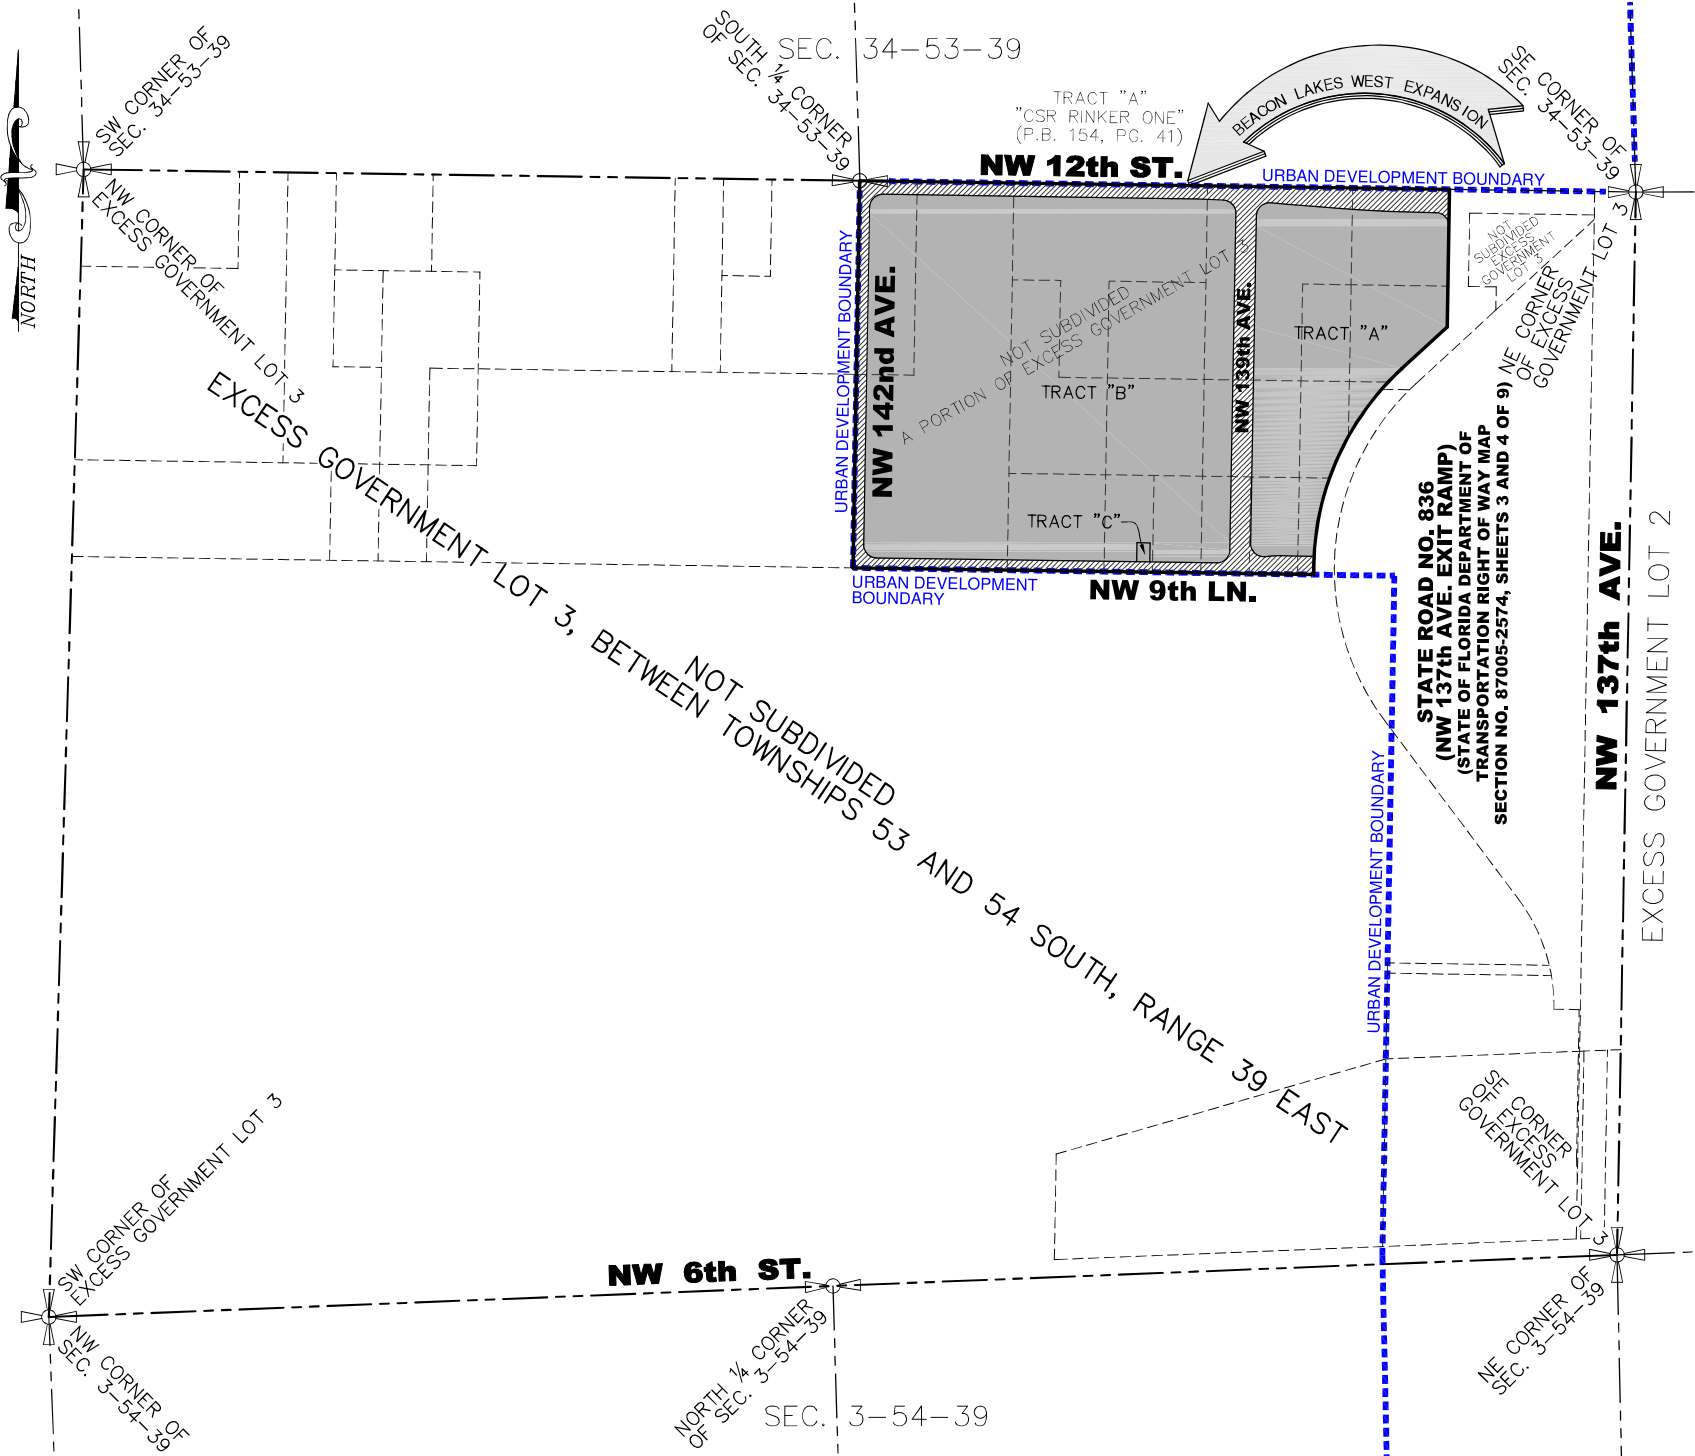 SW CORNER OF
SEC. 34-53-39
SOUTH ¼ CORNER
OF SEC. 34-53-39
SEC. 34-53-39
TRACT "A"
"CSR RINKER ONE"
(P.B. 154, PG. 41)
BEACON LAKES WEST EXPANSION
SE CORNER OF
SEC. 34-53-39
NORTH
NW 12th ST.
URBAN DEVELOPMENT BOUNDARY
NW CORNER OF
EXCESS GOVERNMENT LOT 3
NOT
SUBDIVIDED
EXCESS
GOVERNMENT
LOT 3
NE CORNER
OF EXCESS
GOVERNMENT LOT 3
URBAN DEVELOPMENT BOUNDARY
NW 142nd AVE.
NOT SUBDIVIDED
A PORTION OF EXCESS GOVERNMENT LOT
NW 139th AVE.
TRACT "A"
TRACT "B"
TRACT "C"
URBAN DEVELOPMENT
BOUNDARY
NW 9th LN.
STATE ROAD NO. 836
(NW 137th AVE. EXIT RAMP)
(STATE OF FLORIDA DEPARTMENT OF
TRANSPORTATION RIGHT OF WAY MAP
SECTION NO. 87005-2574, SHEETS 3 AND 4 OF 9)
NW 137th AVE.
EXCESS GOVERNMENT LOT 2
NOT SUBDIVIDED
EXCESS GOVERNMENT LOT 3, BETWEEN TOWNSHIPS 53 AND 54 SOUTH, RANGE 39 EAST
URBAN DEVELOPMENT BOUNDARY
SE CORNER
OF EXCESS
GOVERNMENT LOT 3
SW CORNER OF
EXCESS GOVERNMENT LOT 3
NW 6th ST.
NW CORNER OF
SEC. 3-54-39
NORTH ¼ CORNER
OF SEC. 3-54-39
SEC. 3-54-39
NE CORNER OF
SEC. 3-54-39